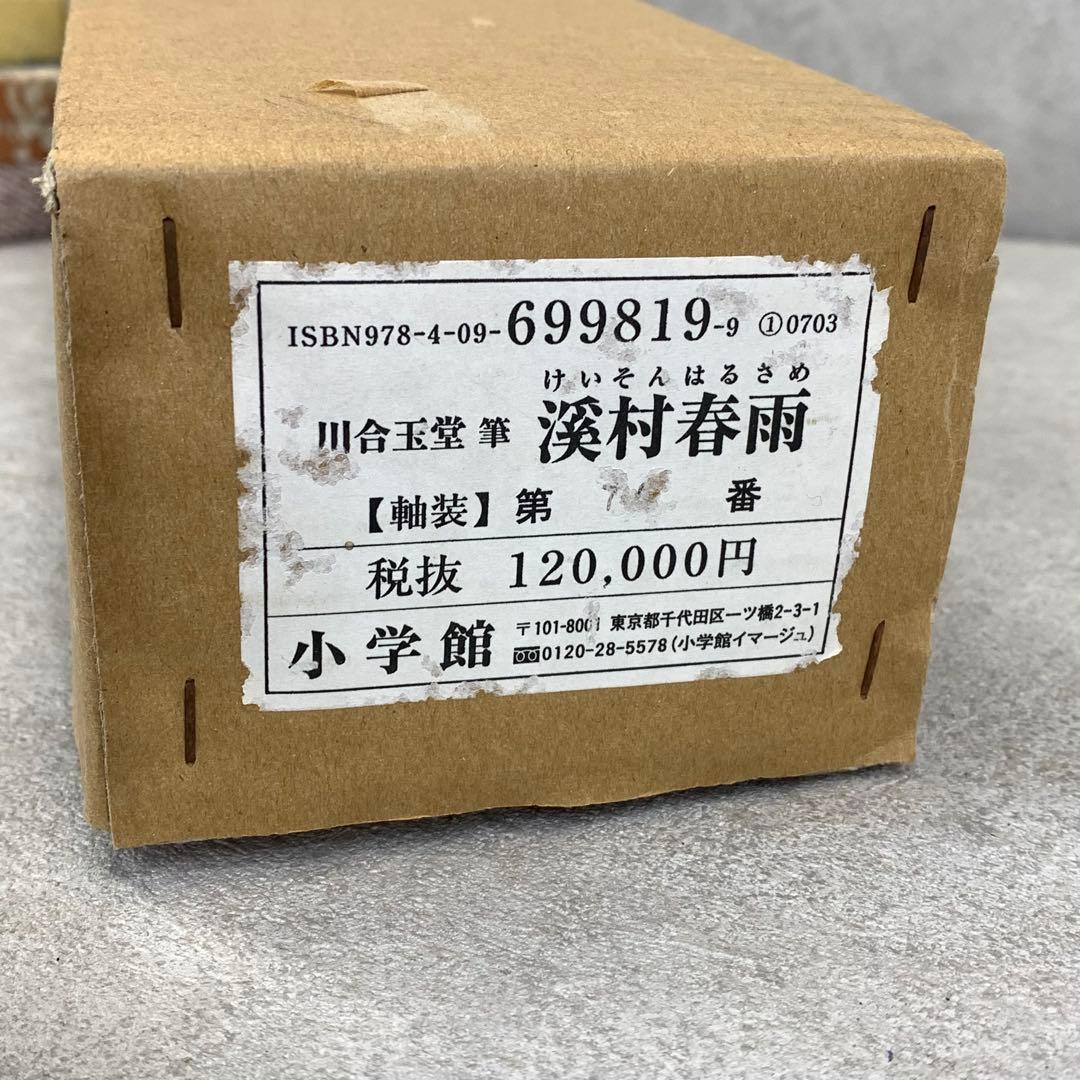 ISBN978-4-09-699819-9 ①0703
けいそんはるさめ
川合玉堂 筆 溪村春雨
【軸装】第 番
税抜 120,000円
小学館 〒101-8001 東京都千代田区一ツ橋2-3-1
0120-28-5578(小学館イマージュ)